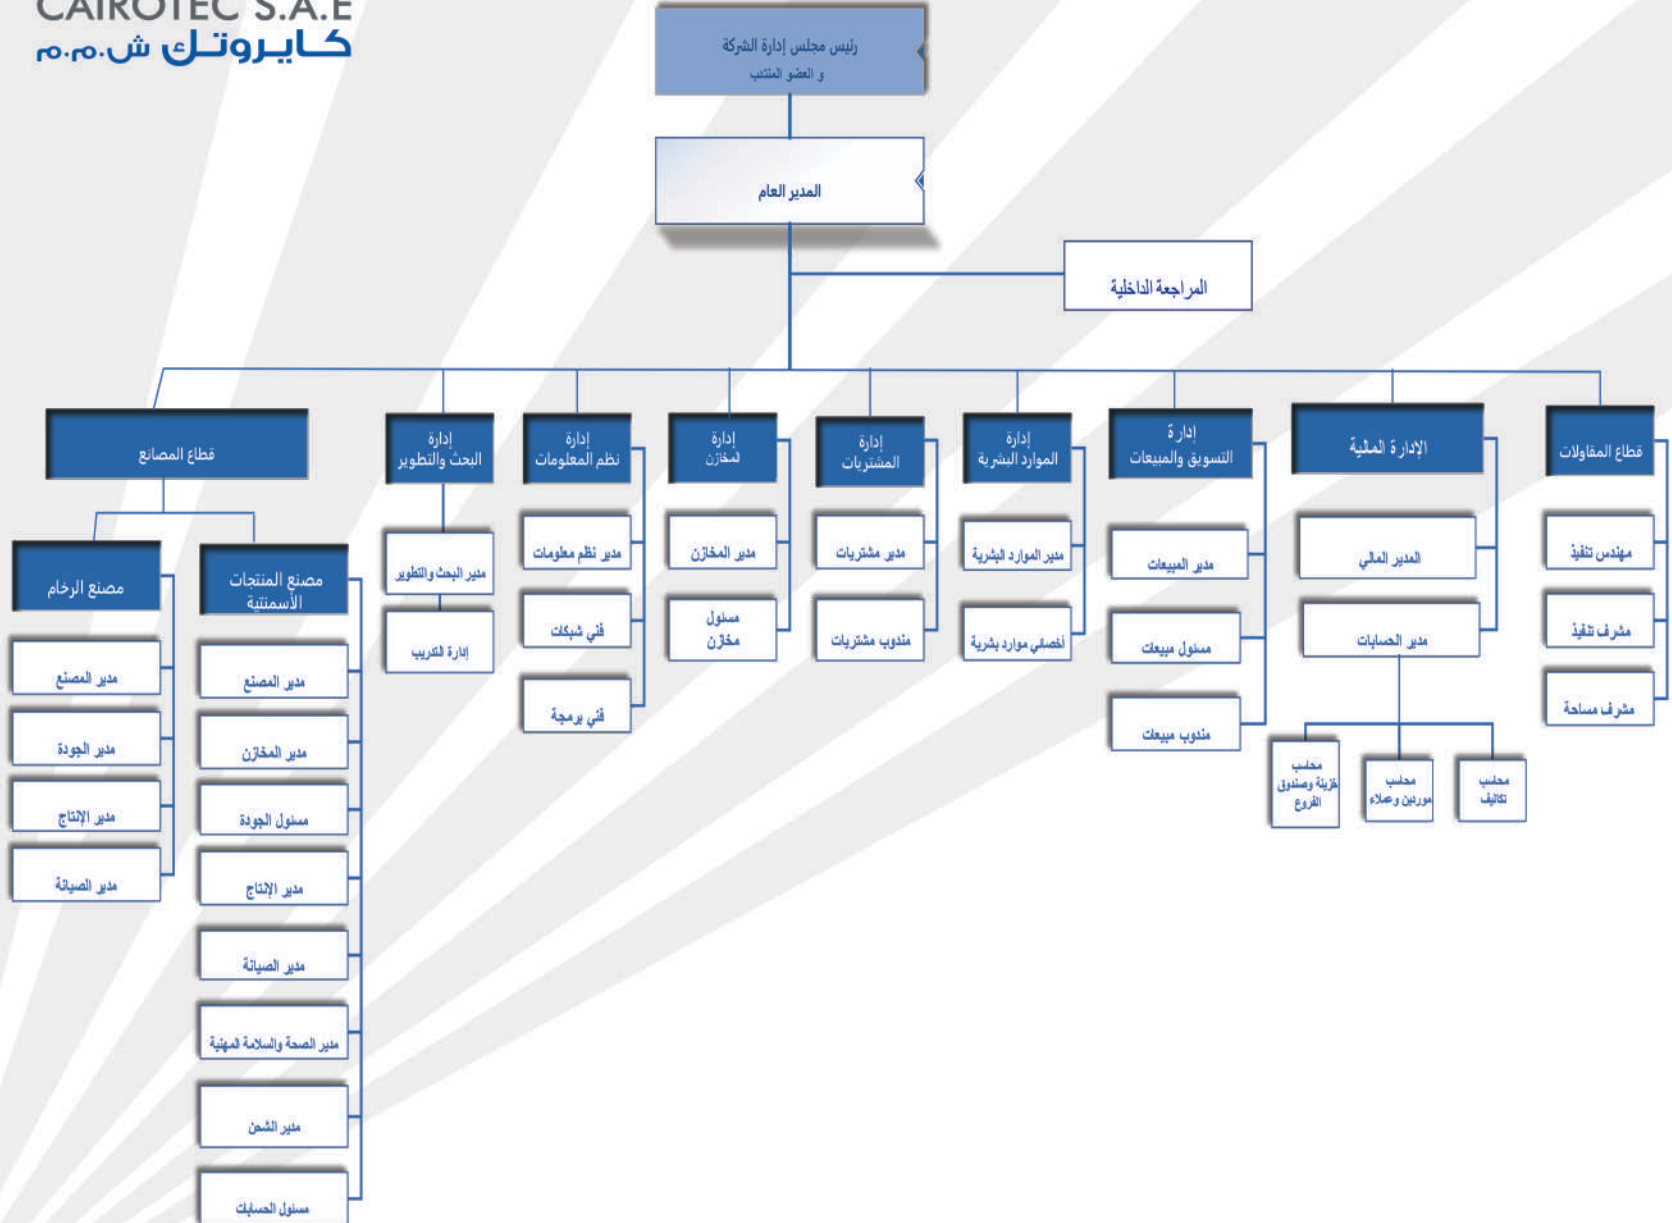 CAIROTEC S.A.E
كايروتك ش.م.م
رئيس مجلس إدارة الشركة
و العضو المنتدب
المدير العام
المراجعة الداخلية
قطاع المقاولات
مهندس تنفيذ
مشرف تنفيذ
مشرف مساحة
الإدارة المالية
المدير المالي
مدير الحسابات
محاسب
تكاليف
محاسب
موردين وعملاء
محاسب
خزينة وصندوق
الفروع
إدارة
التسويق والمبيعات
مدير المبيعات
مسئول مبيعات
مندوب مبيعات
إدارة
الموارد البشرية
مدير الموارد البشرية
أخصائي موارد بشرية
إدارة
المشتريات
مدير مشتريات
مندوب مشتريات
إدارة
المخازن
مدير المخازن
مسئول
مخازن
إدارة
نظم المعلومات
مدير نظم معلومات
فني شبكات
فني برمجة
إدارة
البحث والتطوير
مدير البحث والتطوير
إدارة التدريب
قطاع المصانع
مصنع المنتجات
الأسمنتية
مدير المصنع
مدير المخازن
مسئول الجودة
مدير الإنتاج
مدير الصيانة
مدير الصحة والسلامة المهنية
مدير الشحن
مسئول الحسابات
مصنع الرخام
مدير المصنع
مدير الجودة
مدير الإنتاج
مدير الصيانة